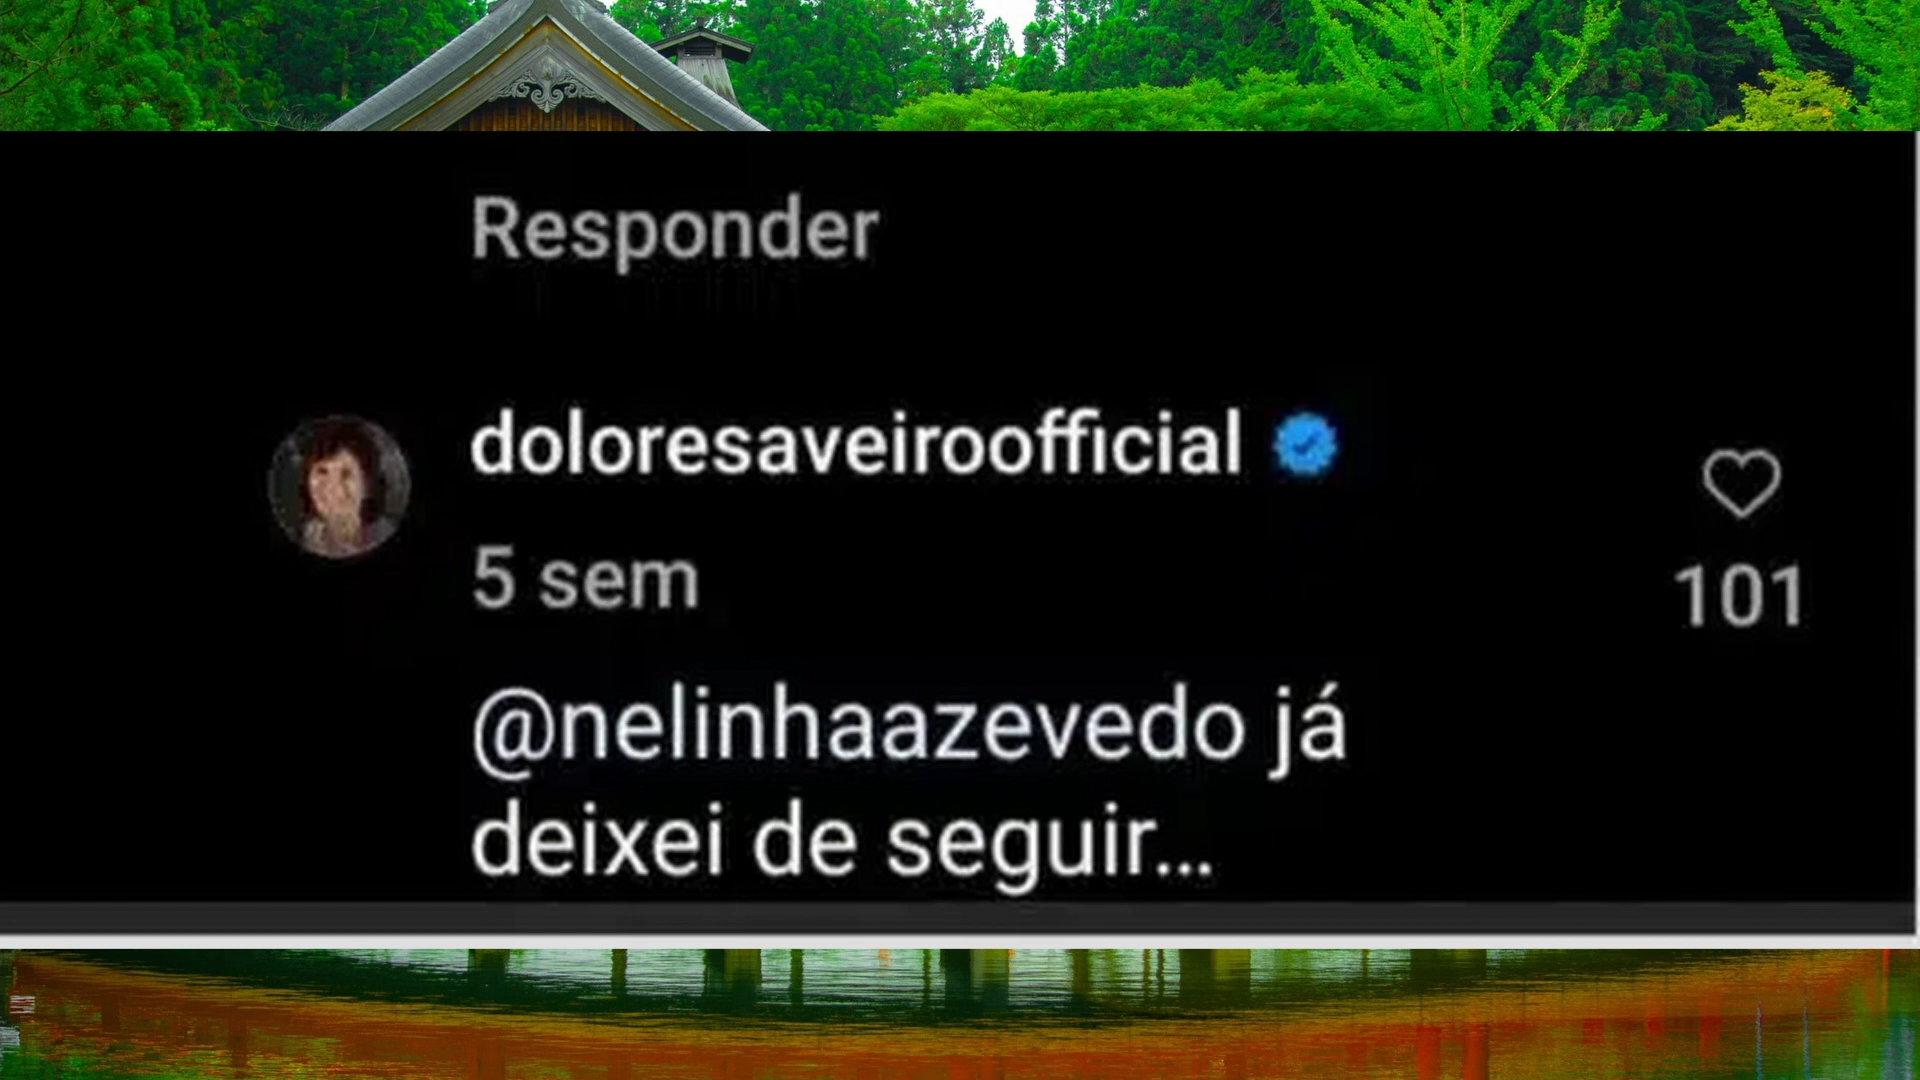 Responder
doloresaveiroofficial
5 sem
101
@nelinhaazevedo já
deixei de seguir...